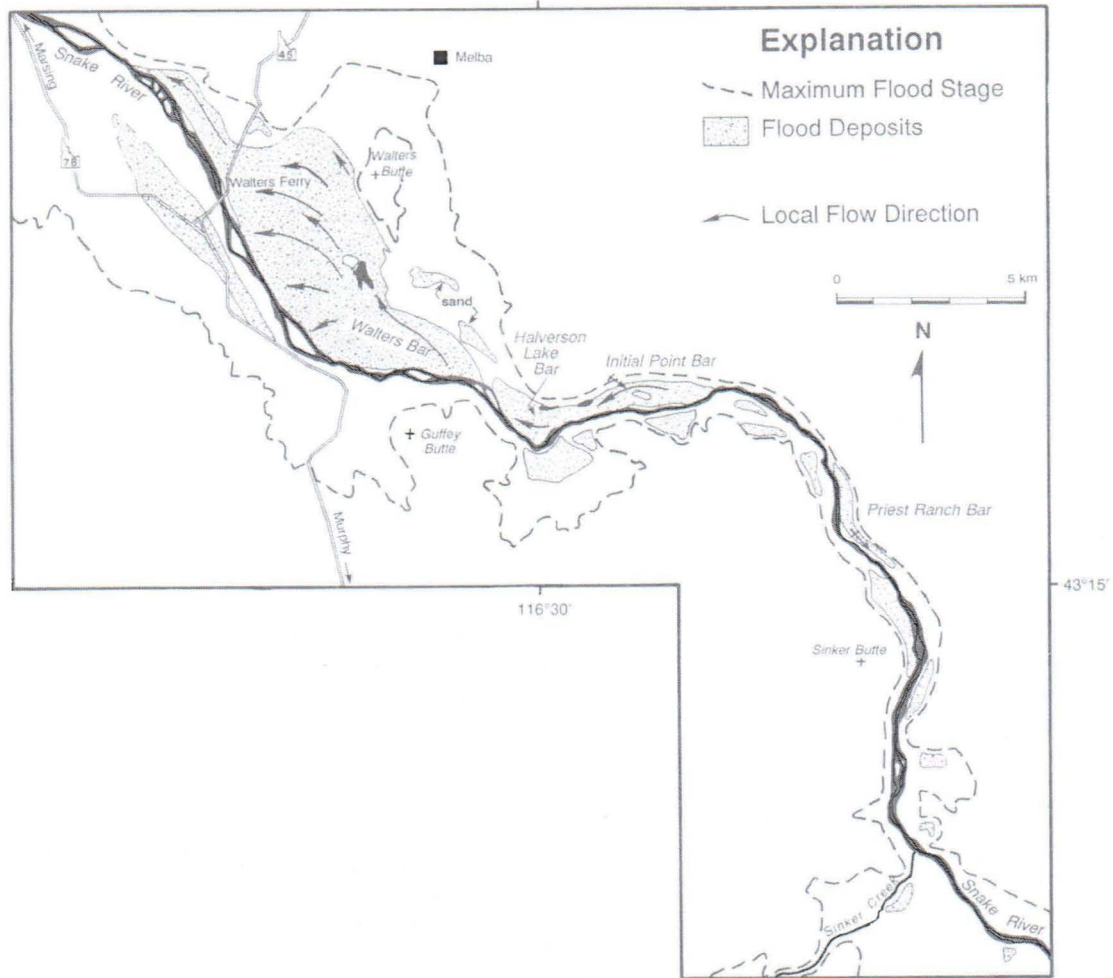 Explanation
Maximum Flood Stage
Flood Deposits
Local Flow Direction
0 5 km
N
Melba
Marsing
Snake River
45
78
Walters Ferry
Walters
Butte
sand
Walters Bar
Halverson
Lake
Bar
Initial Point Bar
Guffey
Butte
Murphy
Priest Ranch Bar
43°15'
116°30'
Sinker Butte
Sinker Creek
Snake River